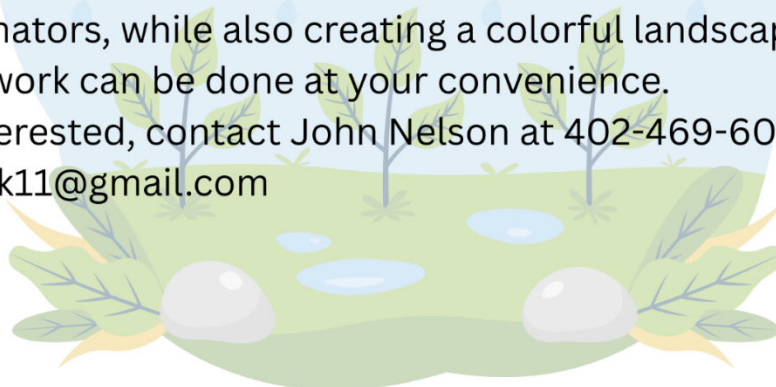 nators, while also creating a colorful landscap
work can be done at your convenience.
erested, contact John Nelson at 402-469-60
k11@gmail.com